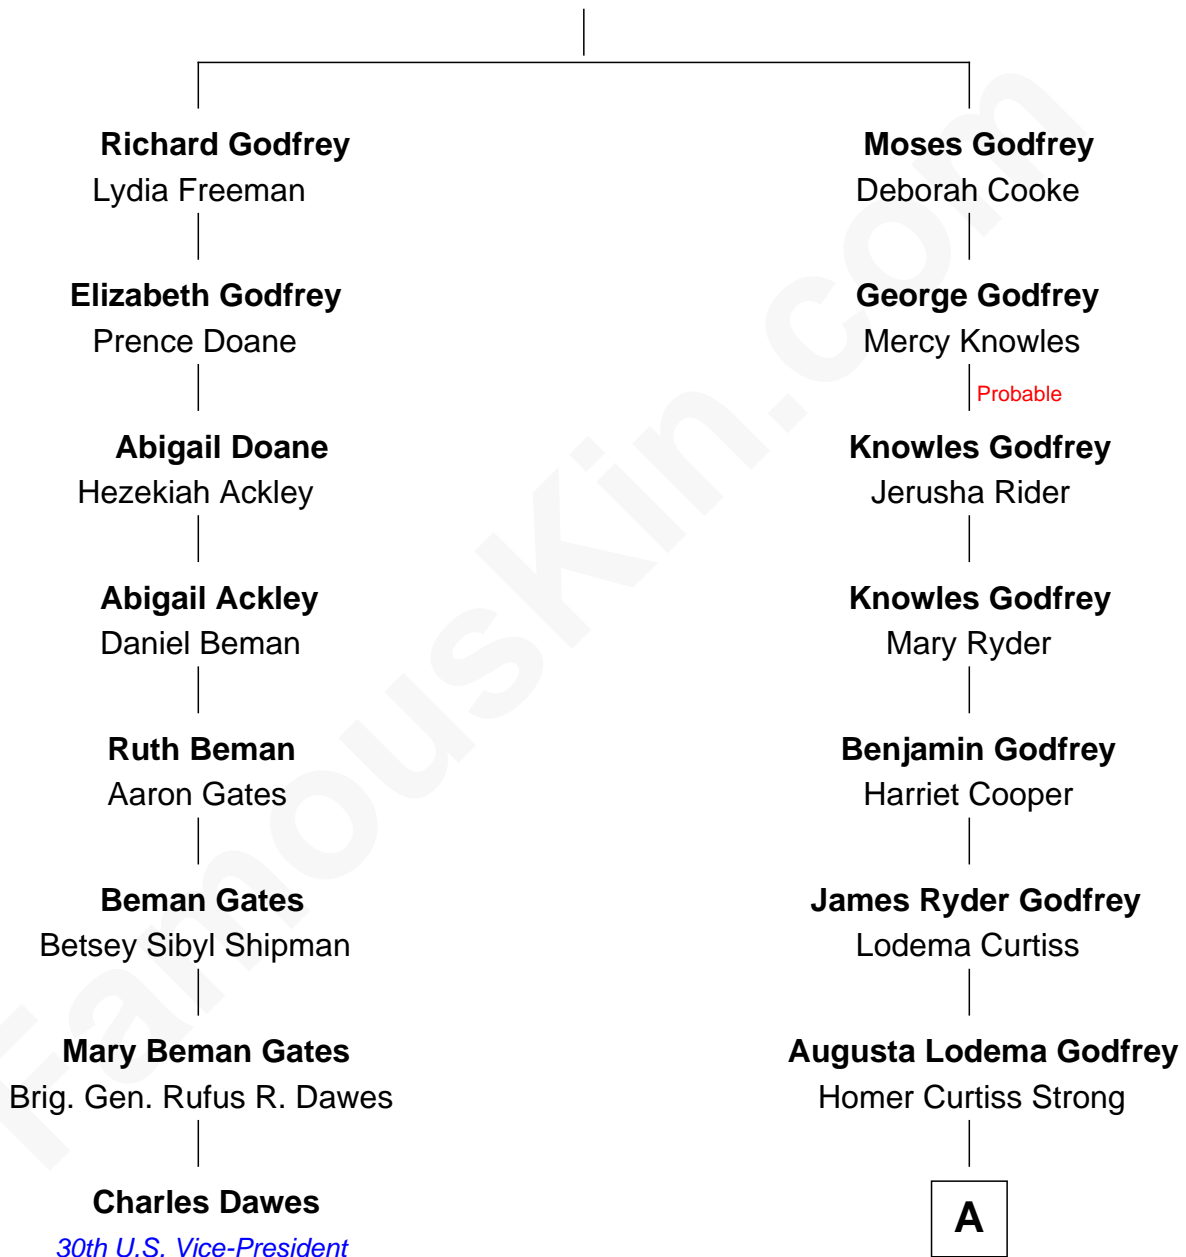 Richard Godfrey
Lydia Freeman
Moses Godfrey
Deborah Cooke
Elizabeth Godfrey
Prence Doane
George Godfrey
Mercy Knowles
Probable
Abigail Doane
Hezekiah Ackley
Knowles Godfrey
Jerusha Rider
Abigail Ackley
Daniel Beman
Knowles Godfrey
Mary Ryder
Ruth Beman
Aaron Gates
Benjamin Godfrey
Harriet Cooper
Beman Gates
Betsey Sibyl Shipman
James Ryder Godfrey
Lodema Curtiss
Mary Beman Gates
Brig. Gen. Rufus R. Dawes
Augusta Lodema Godfrey
Homer Curtiss Strong
Charles Dawes
30th U.S. Vice-President
A
FamousKin.com